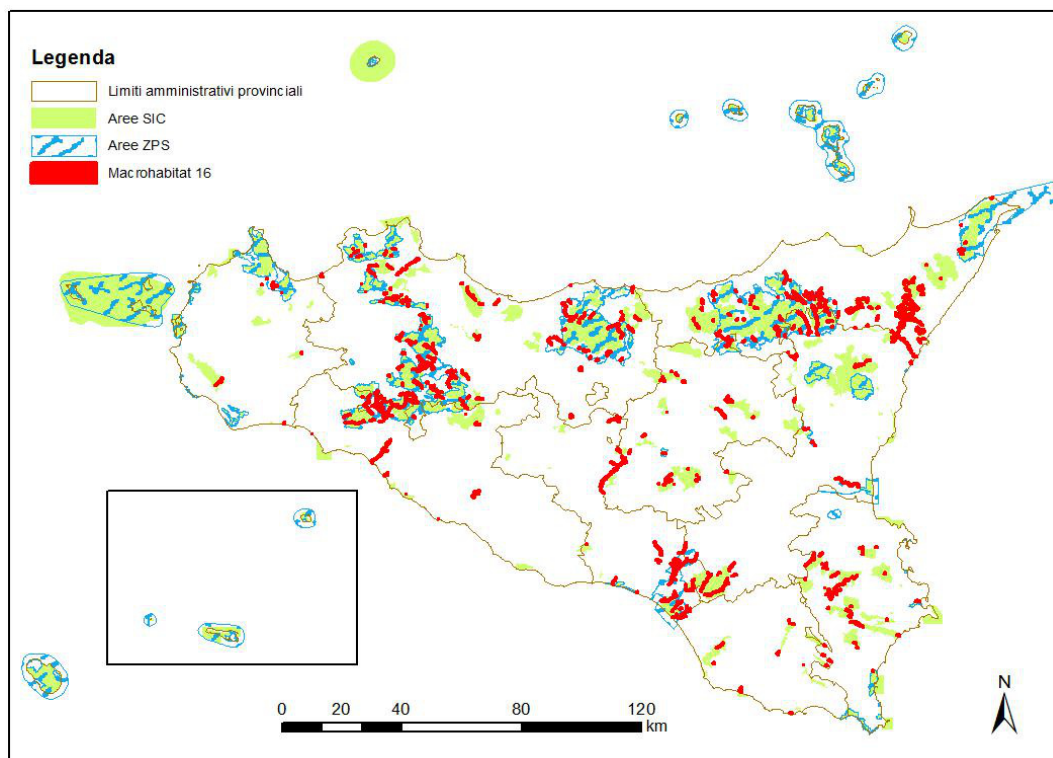 Legenda
Limiti amministrativi provinciali
Aree SIC
Aree ZPS
Macrohabitat 16
N
0 20 40 80 120
km